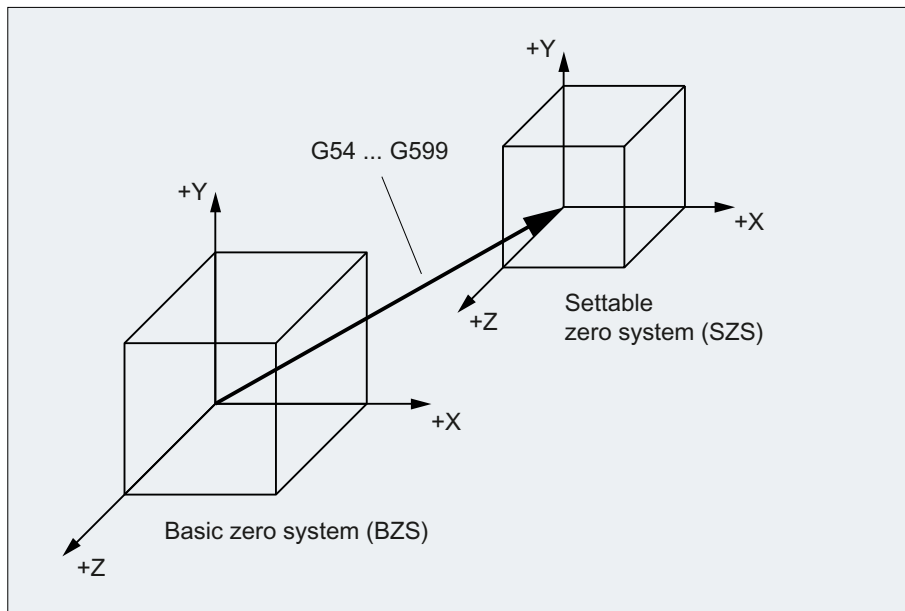 +Y
G54 ... G599
+Y
+X
+Z
Settable
zero system (SZS)
+X
Basic zero system (BZS)
+Z